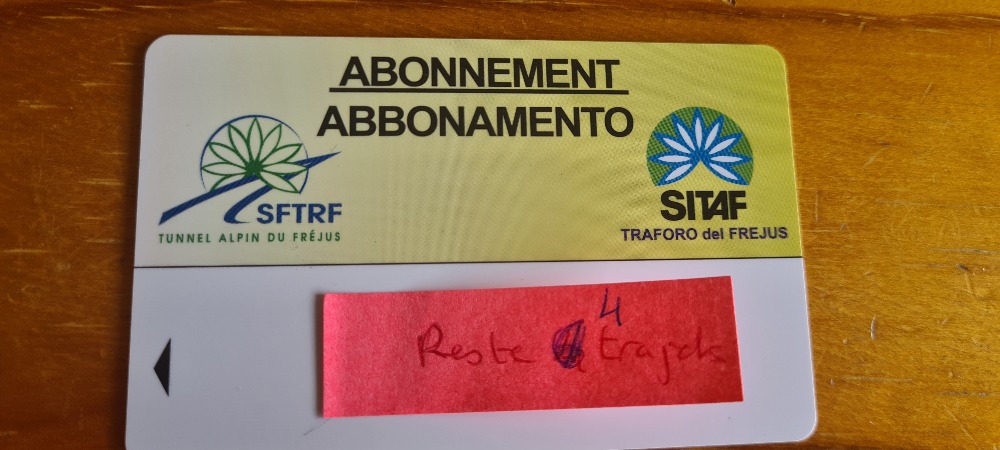 ABONNEMENT
ABBONAMENTO
SFTRF
TUNNEL ALPIN DU FRÉJUS
SITAF
TRAFORO del FREJUS
4
Reste trajets